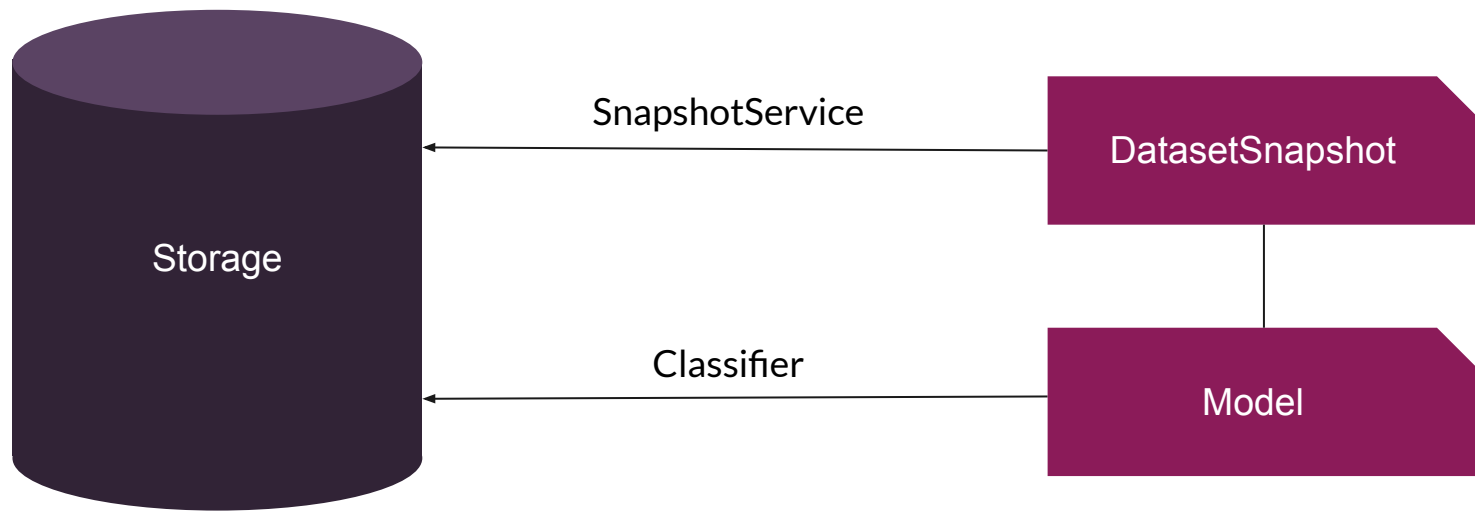 SnapshotService
DatasetSnapshot
Storage
Classifier
Model